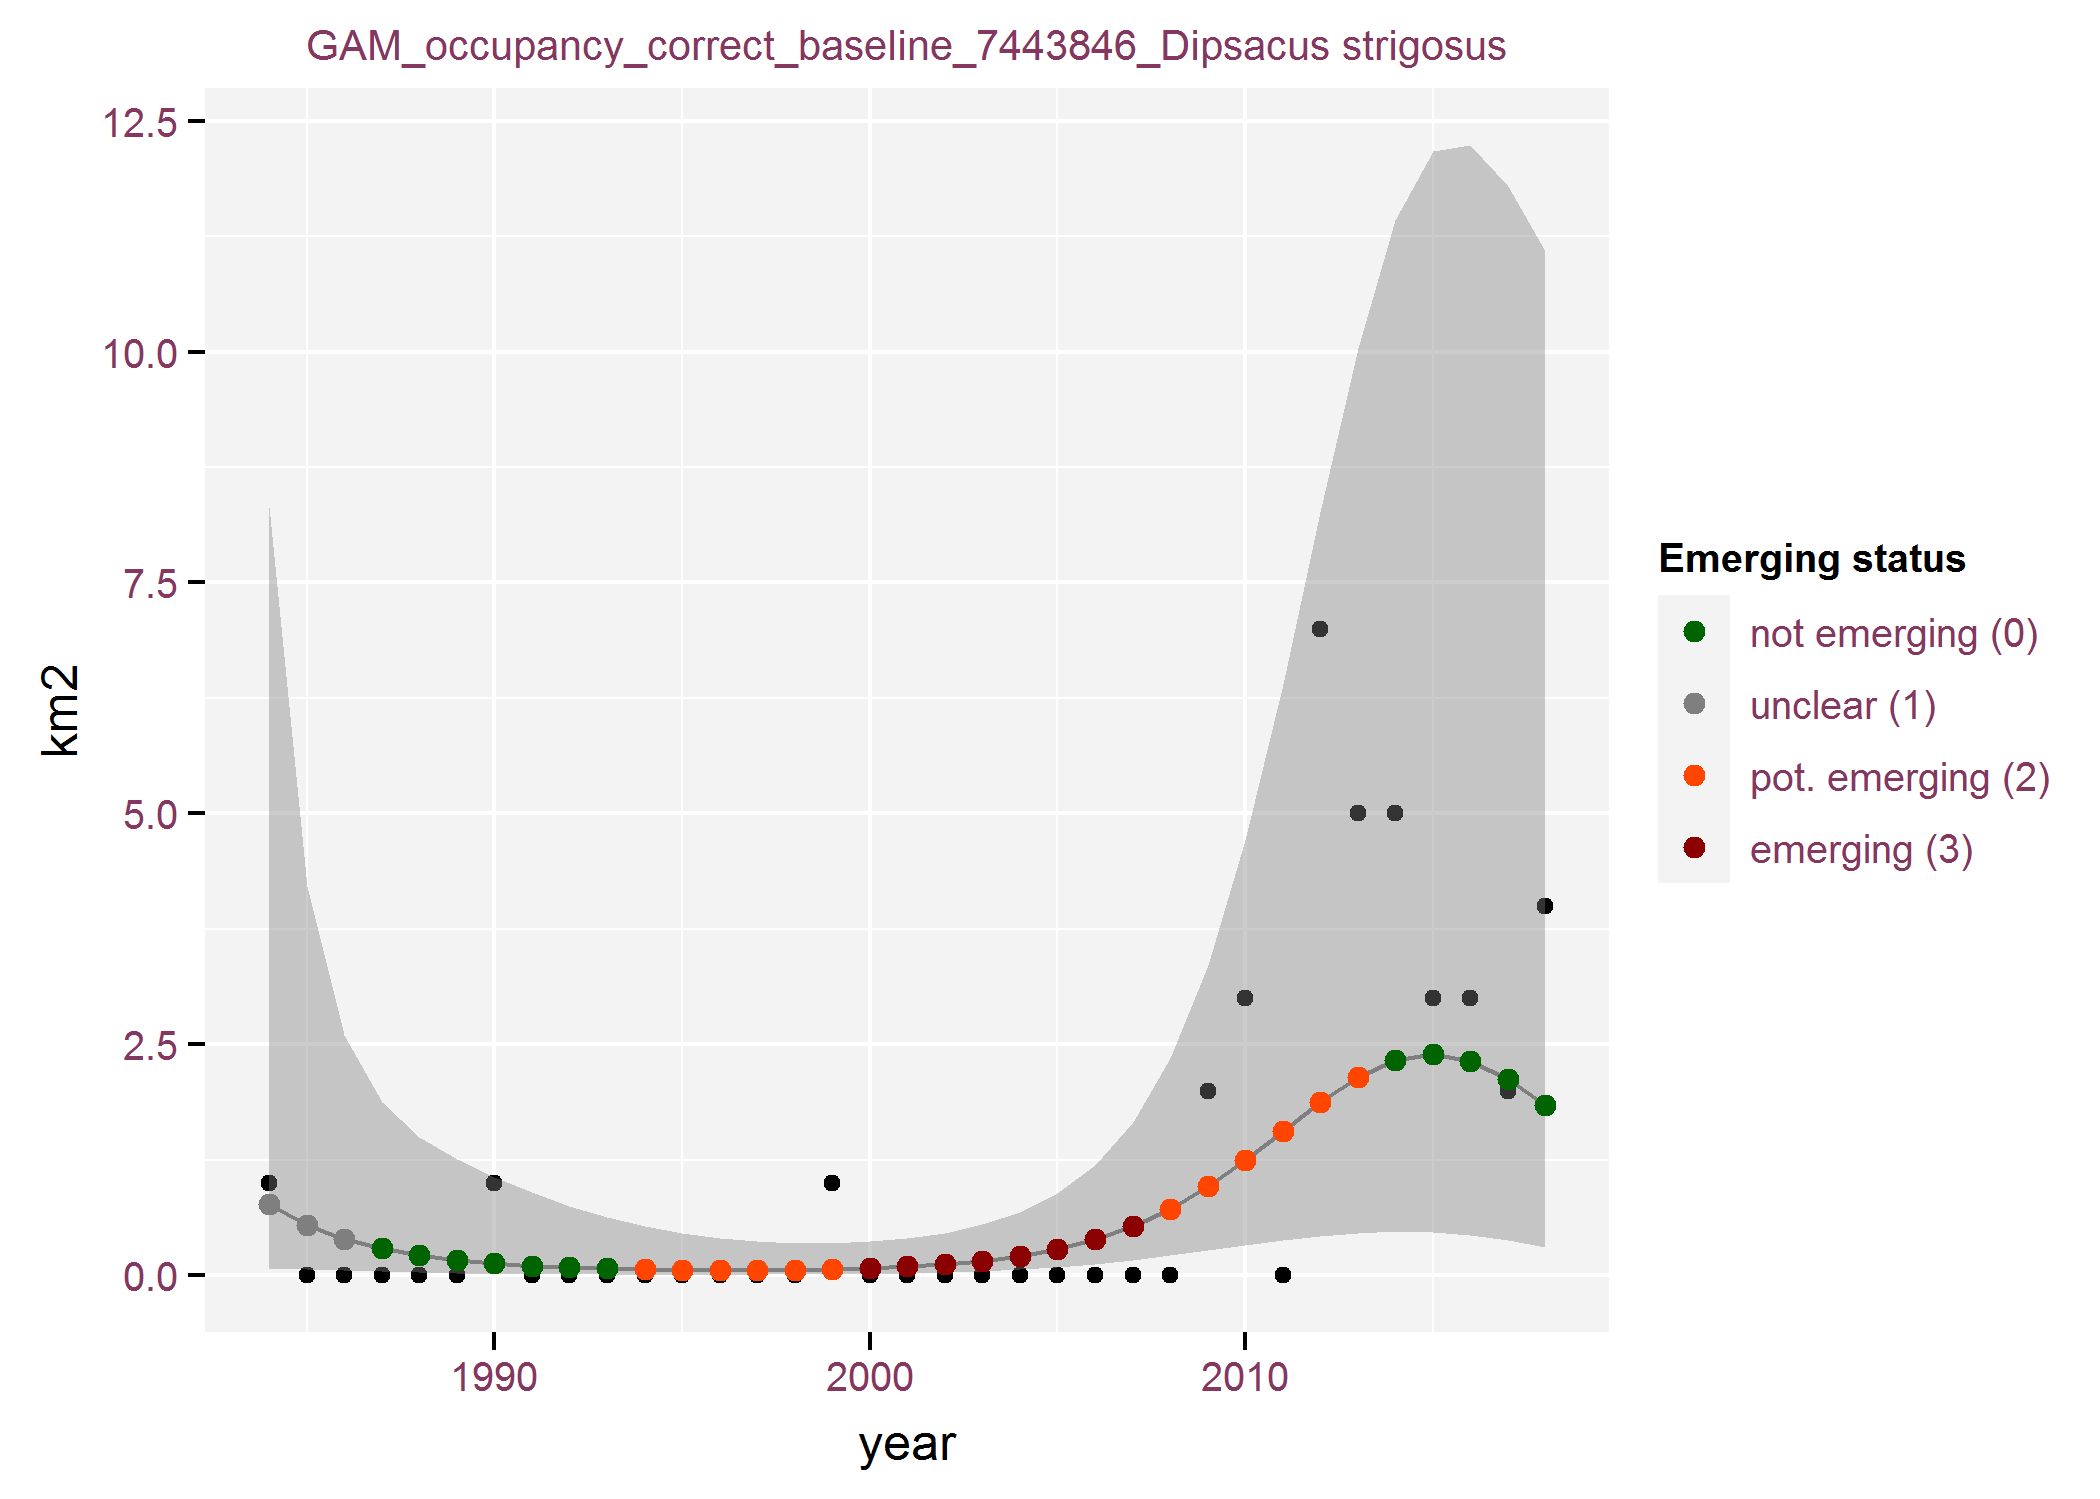 GAM_occupancy_correct_baseline_7443846_Dipsacus strigosus
12.5
10.0
7.5
5.0
2.5
0.0
km2
1990 2000 2010
year
Emerging status
not emerging (0)
unclear (1)
pot. emerging (2)
emerging (3)